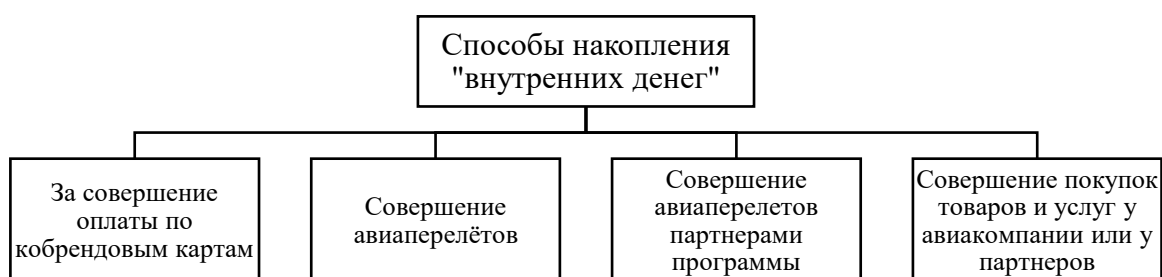 Способы накопления
"внутренних денег"
За совершение
оплаты по
кобрендовым картам
Совершение
авиаперелётов
Совершение
авиаперелетов
партнерами
программы
Совершение покупок
товаров и услуг у
авиакомпании или у
партнеров